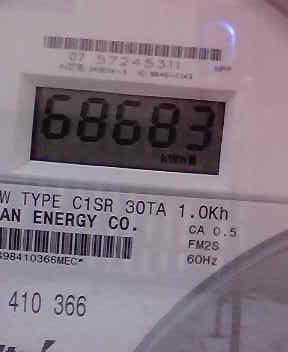 07 57245311
68683
kWh
W TYPE C1SR 30TA 1.0Kh
AN ENERGY CO.
CA 0.5
FM2S
60Hz
498410366MEC*
410 366